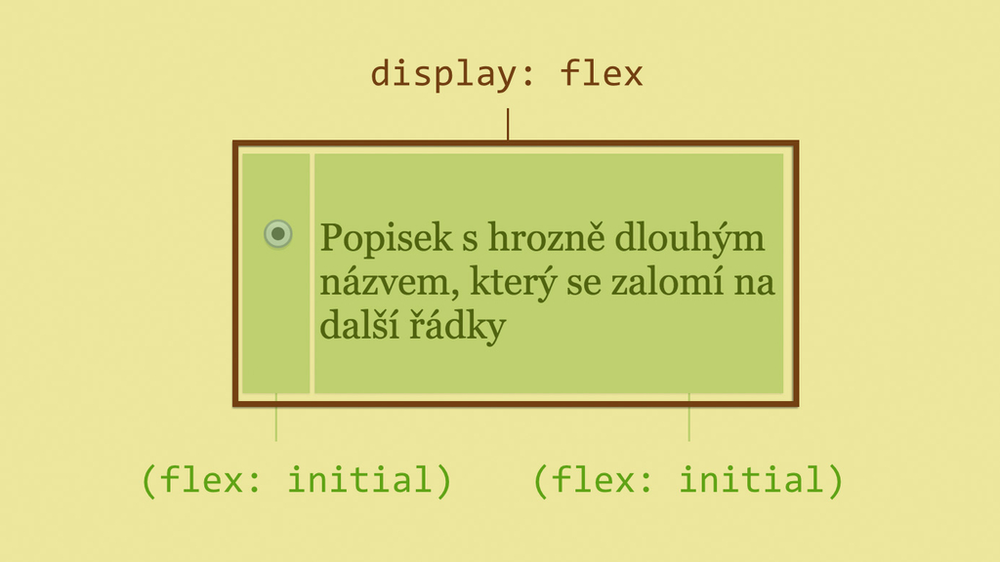 display: flex
Popisek s hrozně dlouhým
názvem, který se zalomí na
další řádky
(flex: initial) (flex: initial)